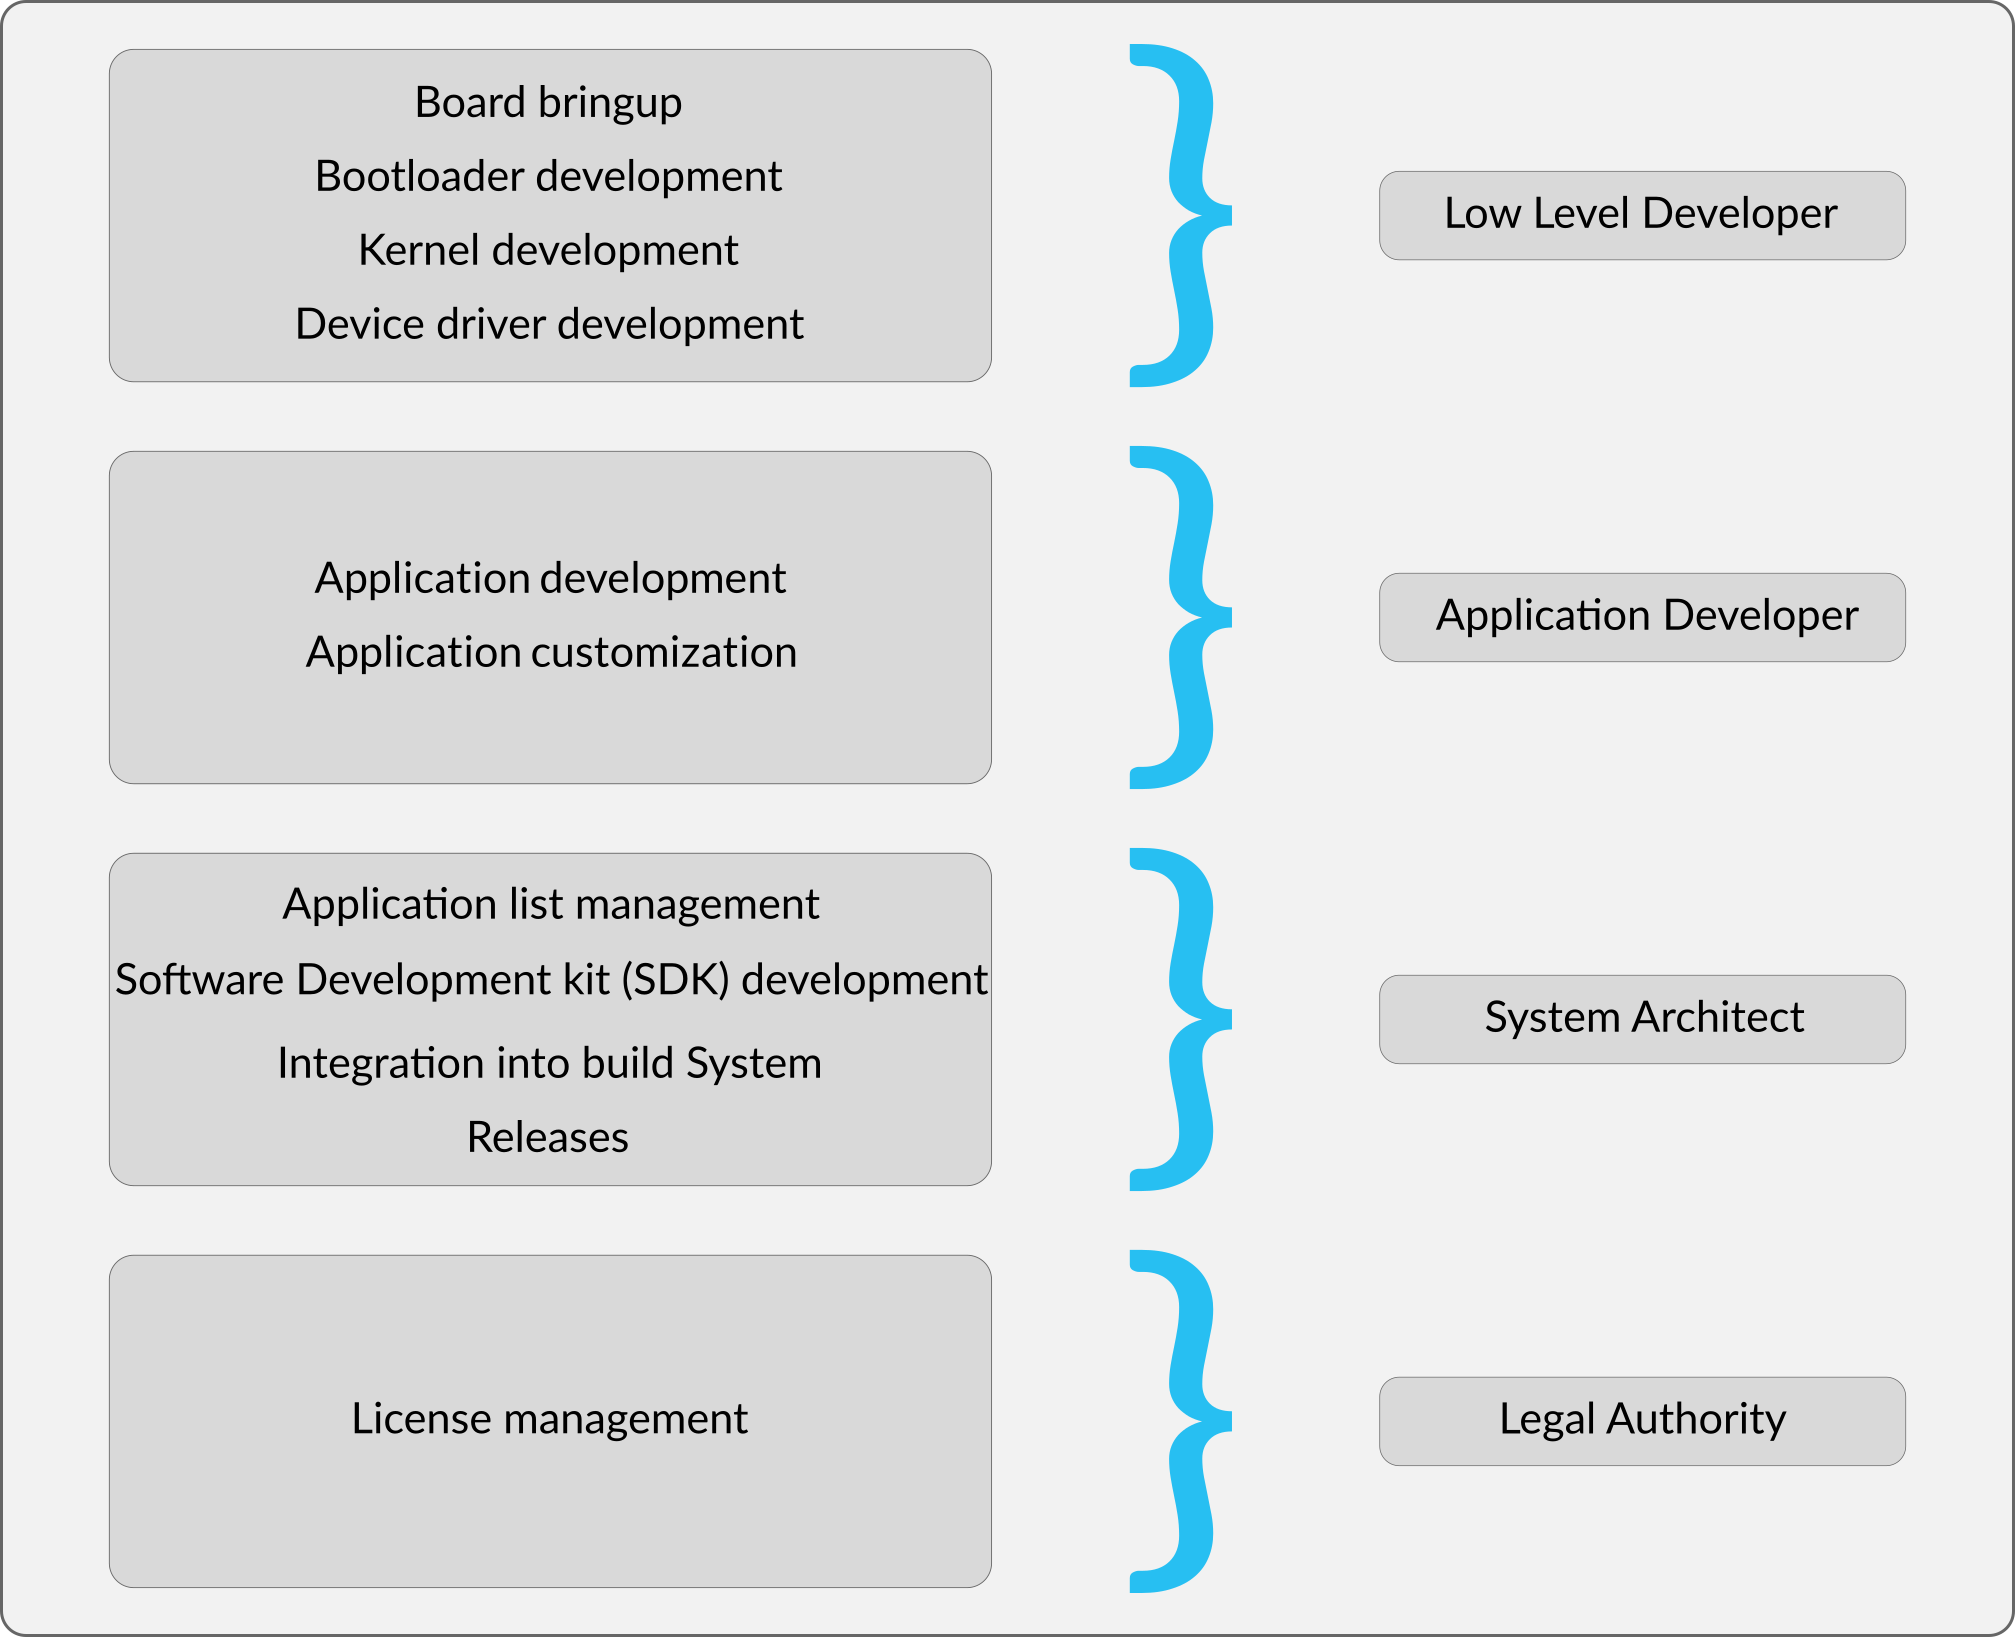 Board bringup
Bootloader development
Kernel development
Device driver development
Low Level Developer
Application development
Application customization
Application Developer
Application list management
Software Development kit (SDK) development
Integration into build System
Releases
System Architect
License management
Legal Authority